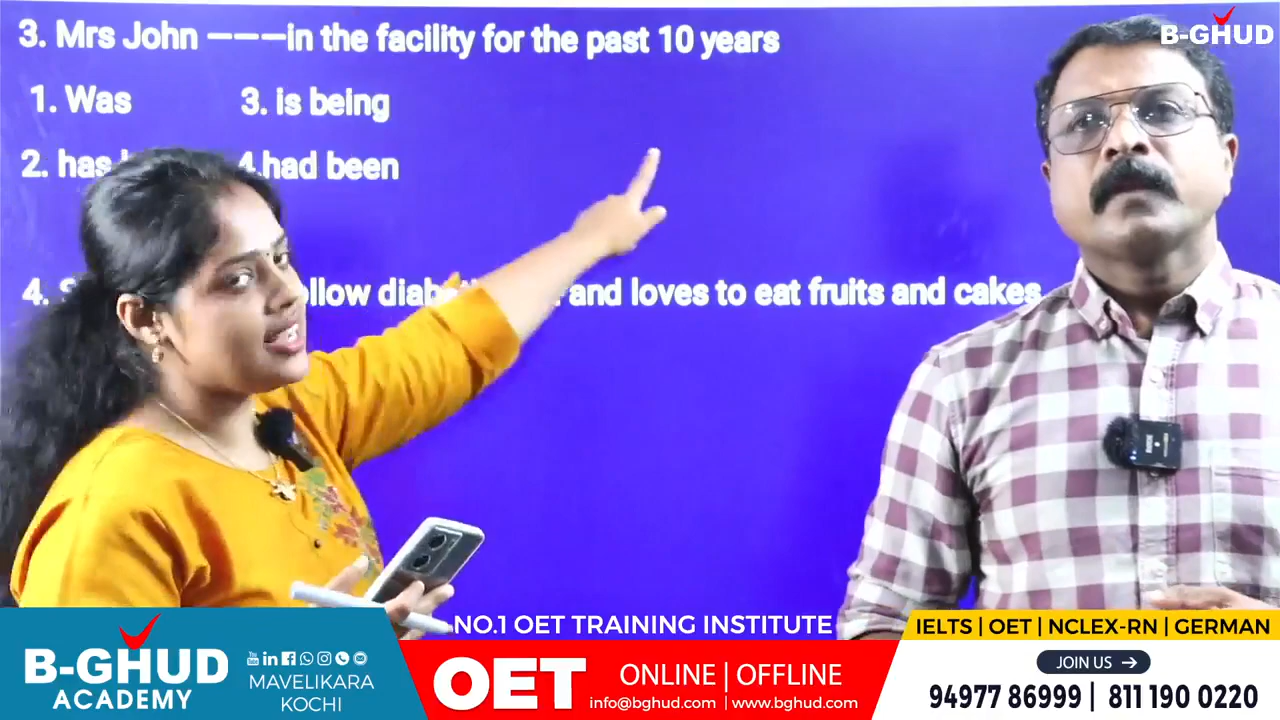 3. Mrs John ———in the facility for the past 10 years
B-GHUD
1. Was 3. is being
2. has 4.had been
4. and loves to eat fruits and cakes
NO.1 OET TRAINING INSTITUTE
IELTS | OET | NCLEX-RN | GERMAN
B-GHUD
ACADEMY
MAVELIKARA
KOCHI
OET
ONLINE | OFFLINE
info@bghud.com | www.bghud.com
JOIN US →
94977 86999 | 811 190 0220